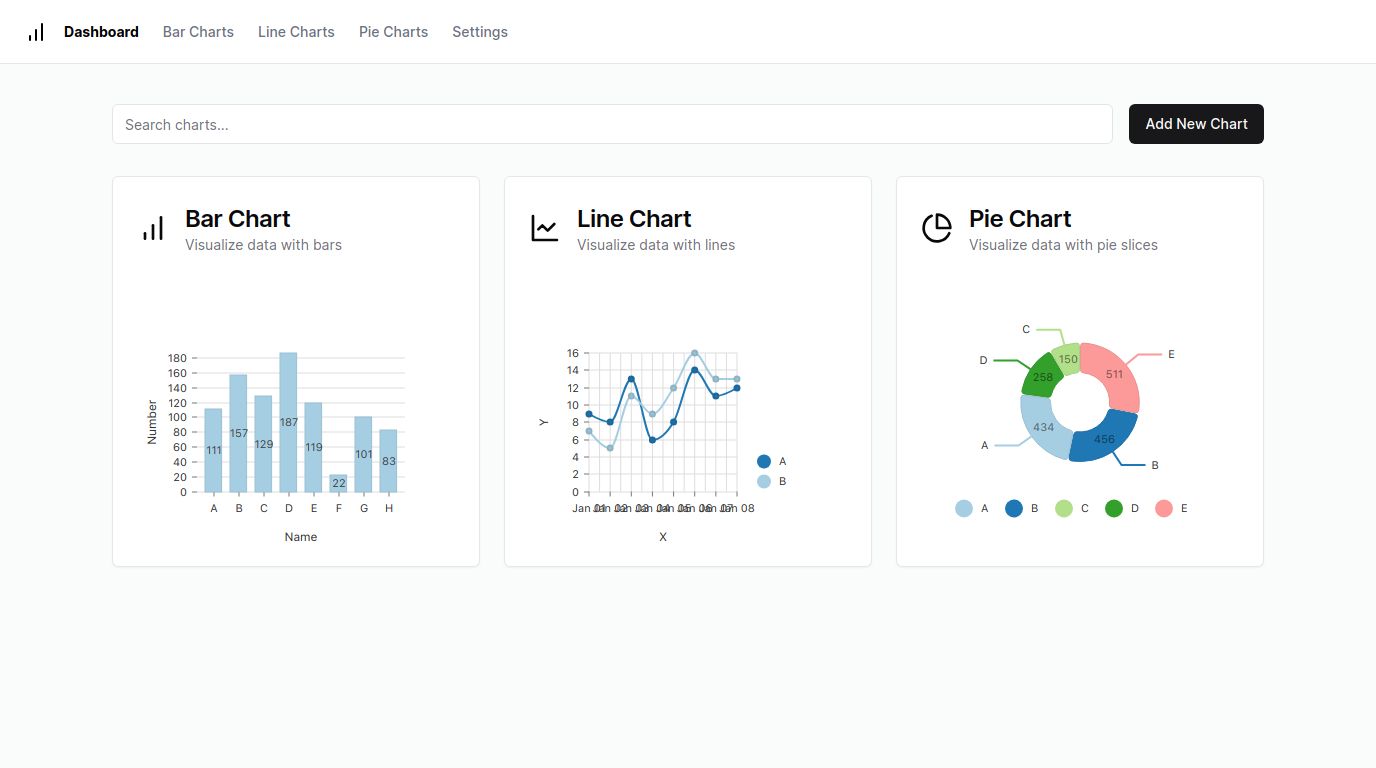 Dashboard Bar Charts Line Charts Pie Charts Settings
Search charts...
Add New Chart
Bar Chart
Visualize data with bars
180
160
140
120
100
80
60
40
20
0
Number
111
157
129
187
119
22
101
83
A B C D E F G H
Name
Line Chart
Visualize data with lines
16
14
12
10
8
6
4
2
0
Y
Jan 01 Jan 02 Jan 03 Jan 04 Jan 05 Jan 06 Jan 07 Jan 08
X
A
B
Pie Chart
Visualize data with pie slices
C
D
E
A
B
150
258
511
434
456
A B C D E